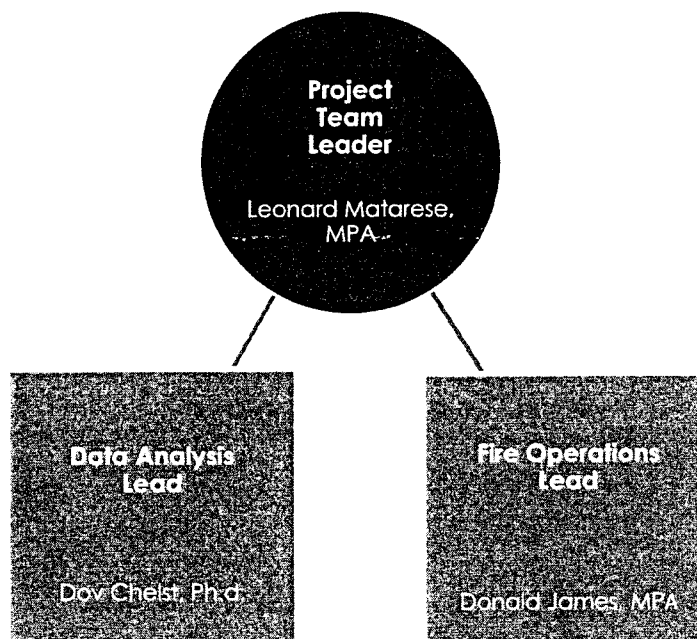 Project
Team
Leader
Leonard Matarese,
MPA
Data Analysis
Lead
Dov Chelst, Ph.d.
Fire Operations
Lead
Donald James, MPA